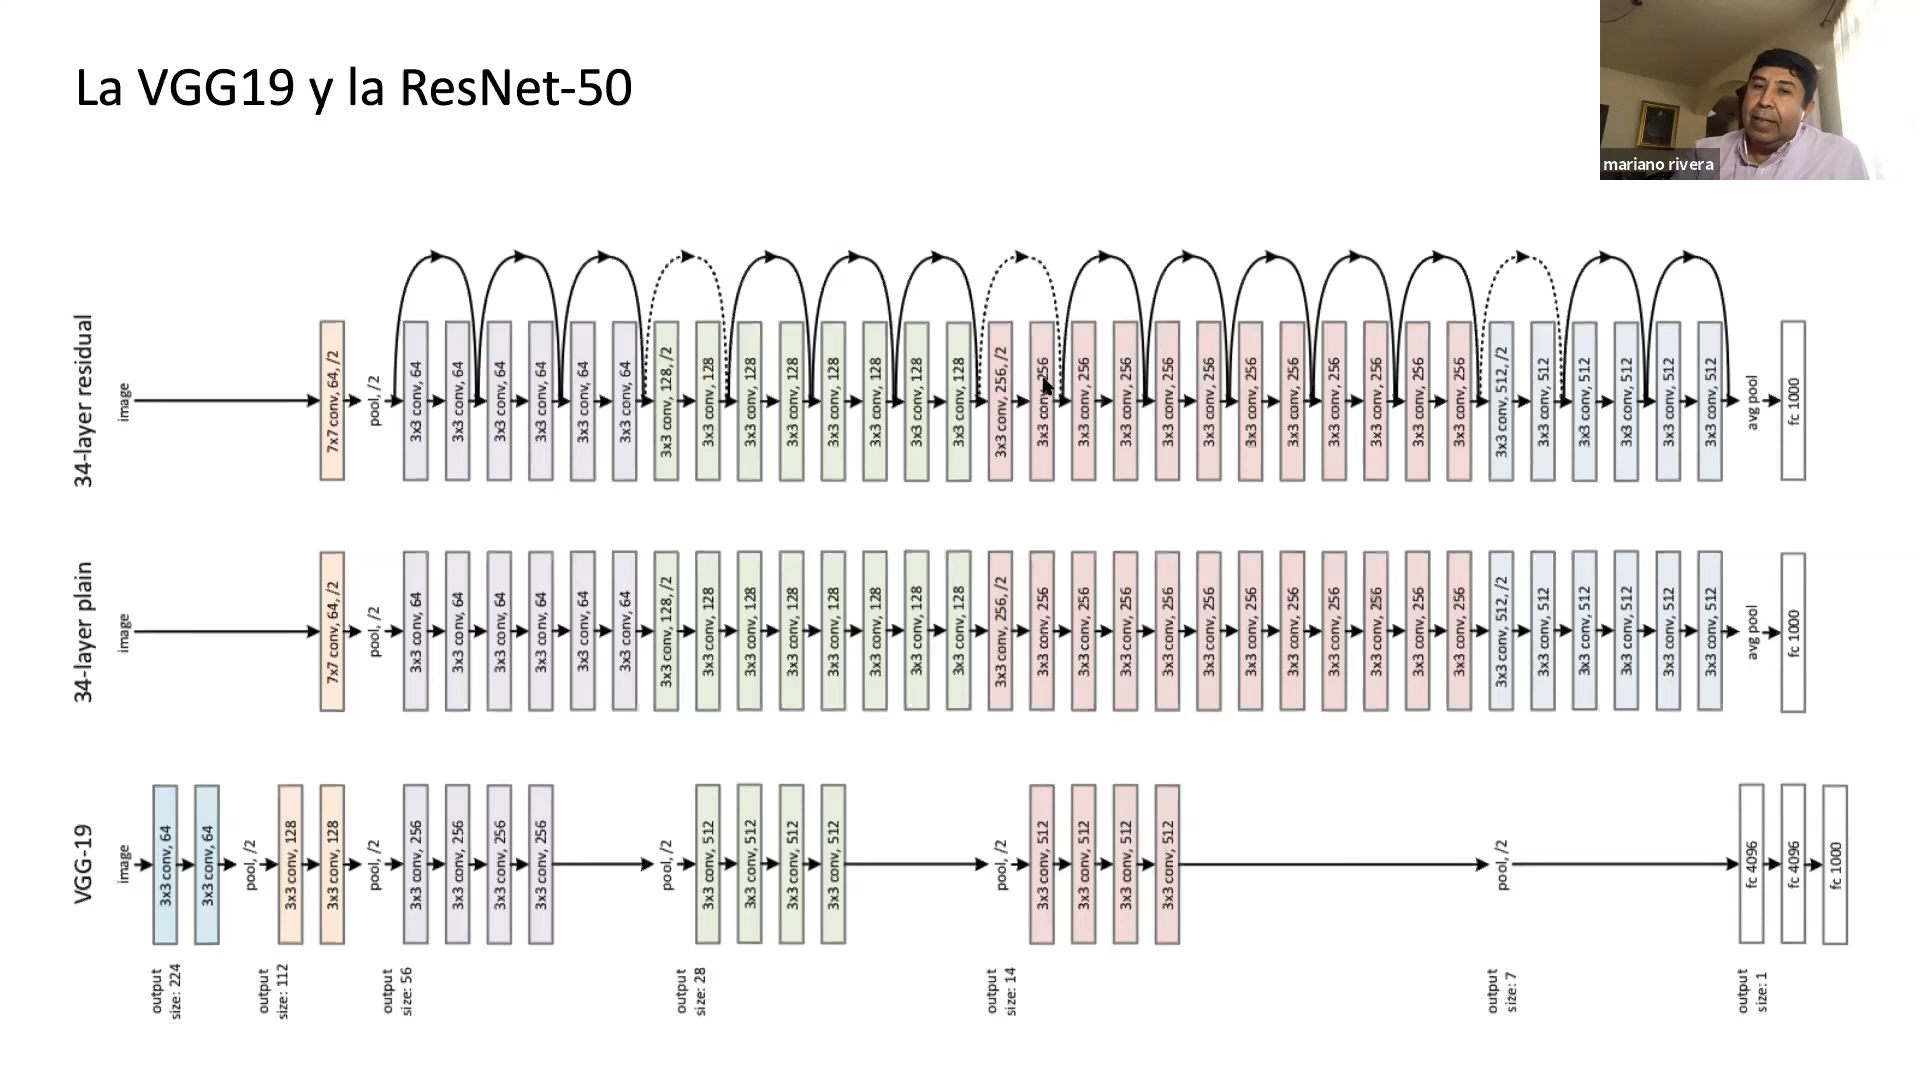 La VGG19 y la ResNet-50
mariano rivera
34-layer residual
image
7x7 conv, 64, /2
pool, /2
3x3 conv, 64
3x3 conv, 64
3x3 conv, 64
3x3 conv, 64
3x3 conv, 64
3x3 conv, 64
3x3 conv, 128, /2
3x3 conv, 128
3x3 conv, 128
3x3 conv, 128
3x3 conv, 128
3x3 conv, 128
3x3 conv, 128
3x3 conv, 128
3x3 conv, 256, /2
3x3 conv, 256
3x3 conv, 256
3x3 conv, 256
3x3 conv, 256
3x3 conv, 256
3x3 conv, 256
3x3 conv, 256
3x3 conv, 256
3x3 conv, 256
3x3 conv, 256
3x3 conv, 256
3x3 conv, 512, /2
3x3 conv, 512
3x3 conv, 512
3x3 conv, 512
3x3 conv, 512
3x3 conv, 512
avg pool
fc 1000
34-layer plain
image
7x7 conv, 64, /2
pool, /2
3x3 conv, 64
3x3 conv, 64
3x3 conv, 64
3x3 conv, 64
3x3 conv, 64
3x3 conv, 64
3x3 conv, 128, /2
3x3 conv, 128
3x3 conv, 128
3x3 conv, 128
3x3 conv, 128
3x3 conv, 128
3x3 conv, 128
3x3 conv, 128
3x3 conv, 256, /2
3x3 conv, 256
3x3 conv, 256
3x3 conv, 256
3x3 conv, 256
3x3 conv, 256
3x3 conv, 256
3x3 conv, 256
3x3 conv, 256
3x3 conv, 256
3x3 conv, 256
3x3 conv, 256
3x3 conv, 512, /2
3x3 conv, 512
3x3 conv, 512
3x3 conv, 512
3x3 conv, 512
3x3 conv, 512
avg pool
fc 1000
VGG-19
image
3x3 conv, 64
3x3 conv, 64
pool, /2
3x3 conv, 128
3x3 conv, 128
pool, /2
3x3 conv, 256
3x3 conv, 256
3x3 conv, 256
3x3 conv, 256
pool, /2
3x3 conv, 512
3x3 conv, 512
3x3 conv, 512
3x3 conv, 512
pool, /2
3x3 conv, 512
3x3 conv, 512
3x3 conv, 512
3x3 conv, 512
pool, /2
fc 4096
fc 4096
fc 1000
output
size: 224
output
size: 112
output
size: 56
output
size: 28
output
size: 14
output
size: 7
output
size: 1